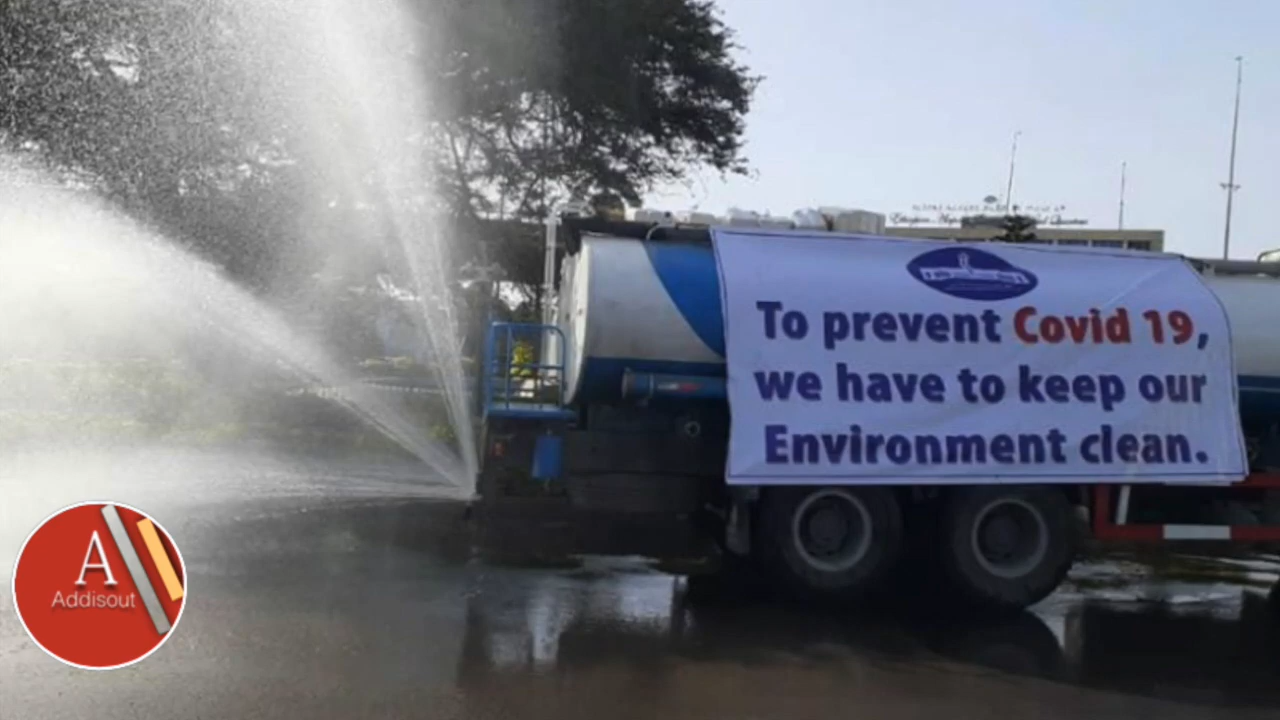 To prevent Covid 19,
we have to keep our
Environment clean.
A
Addisout